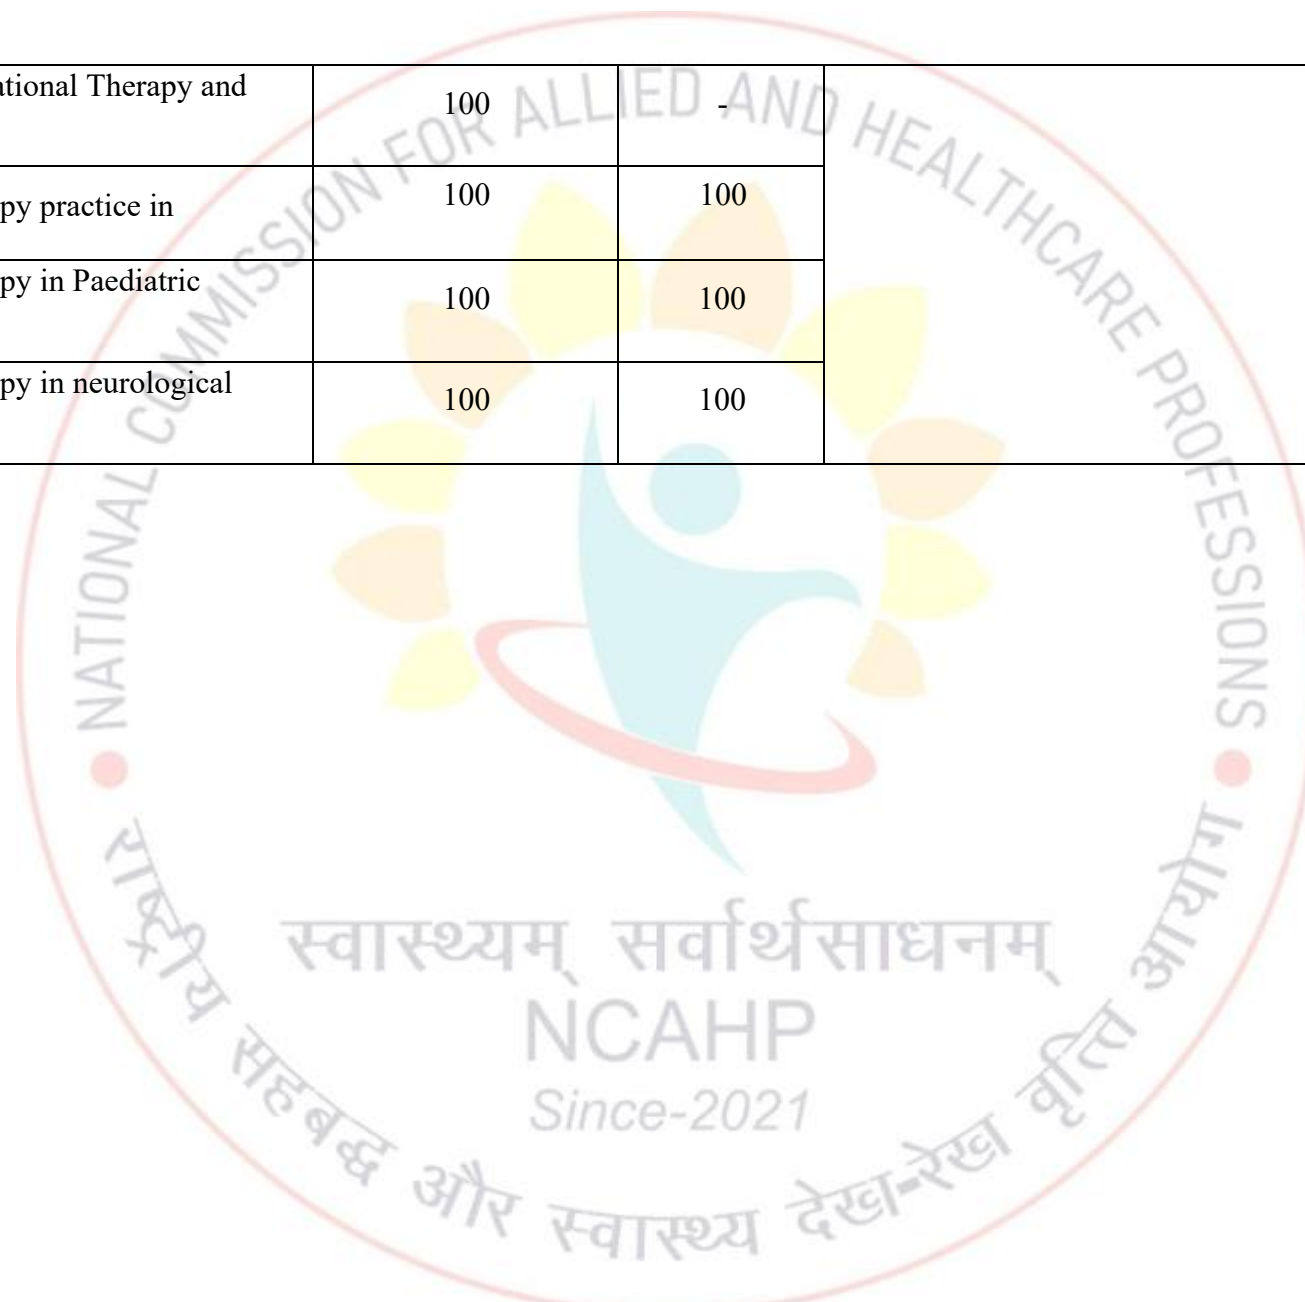 ational Therapy and 100 -
py practice in 100 100
py in Paediatric 100 100
py in neurological 100 100
NATIONAL COMMISSION FOR ALLIED AND HEALTHCARE PROFESSIONS
स्वास्थ्यम् सर्वार्थसाधनम्
NCAHP
Since-2021
राष्ट्रीय सहबद्ध और स्वास्थ्य देख-रेख वृत्ति आयोग